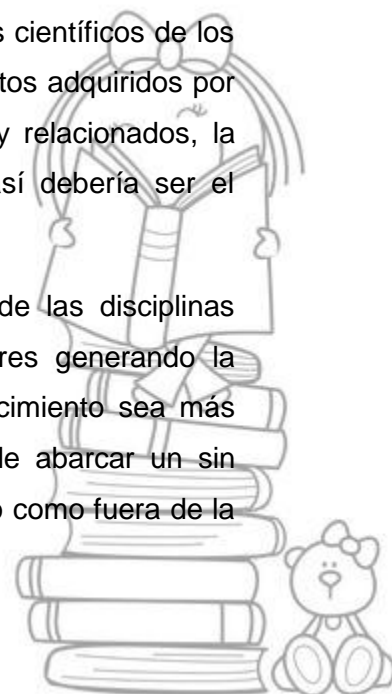 s científicos de los
tos adquiridos por
y relacionados, la
así debería ser el
de las disciplinas
res generando la
cimiento sea más
le abarcar un sin
o como fuera de la